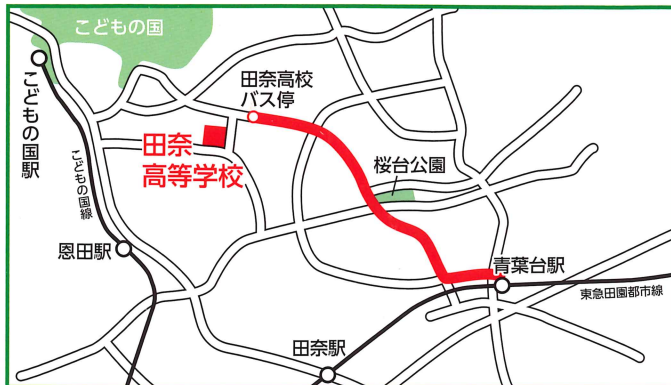 こどもの国
こどもの国駅
こどもの国線
田奈高校
バス停
田奈
高等学校
桜台公園
恩田駅
青葉台駅
東急田園都市線
田奈駅